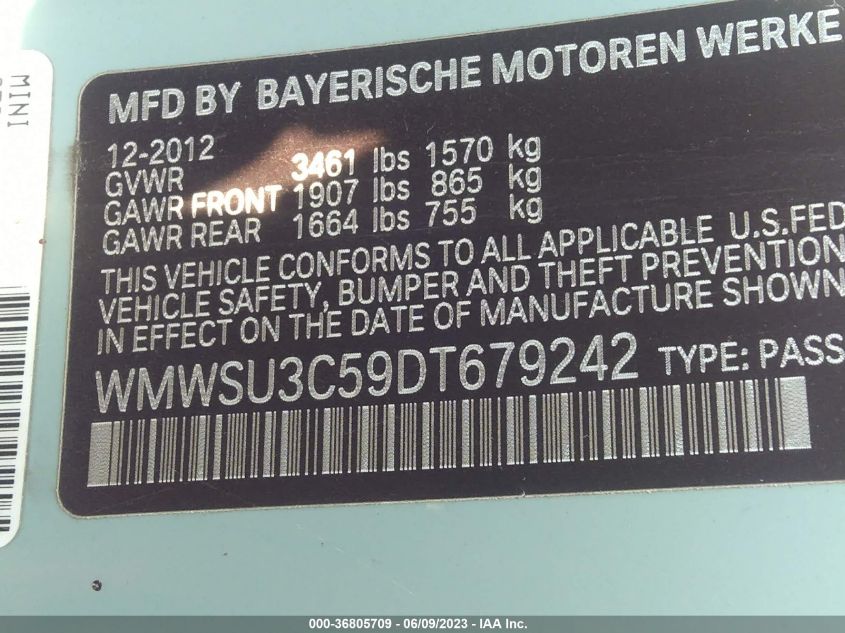 MINI
MFD BY BAYERISCHE MOTOREN WERKE
12-2012
GVWR 3461 lbs 1570 kg
GAWR FRONT 1907 lbs 865 kg
GAWR REAR 1664 lbs 755 kg
THIS VEHICLE CONFORMS TO ALL APPLICABLE U.S.FED
VEHICLE SAFETY, BUMPER AND THEFT PREVENTION
IN EFFECT ON THE DATE OF MANUFACTURE SHOWN
WMWSU3C59DT679242 TYPE: PASS
000-36805709 - 06/09/2023 - IAA Inc.